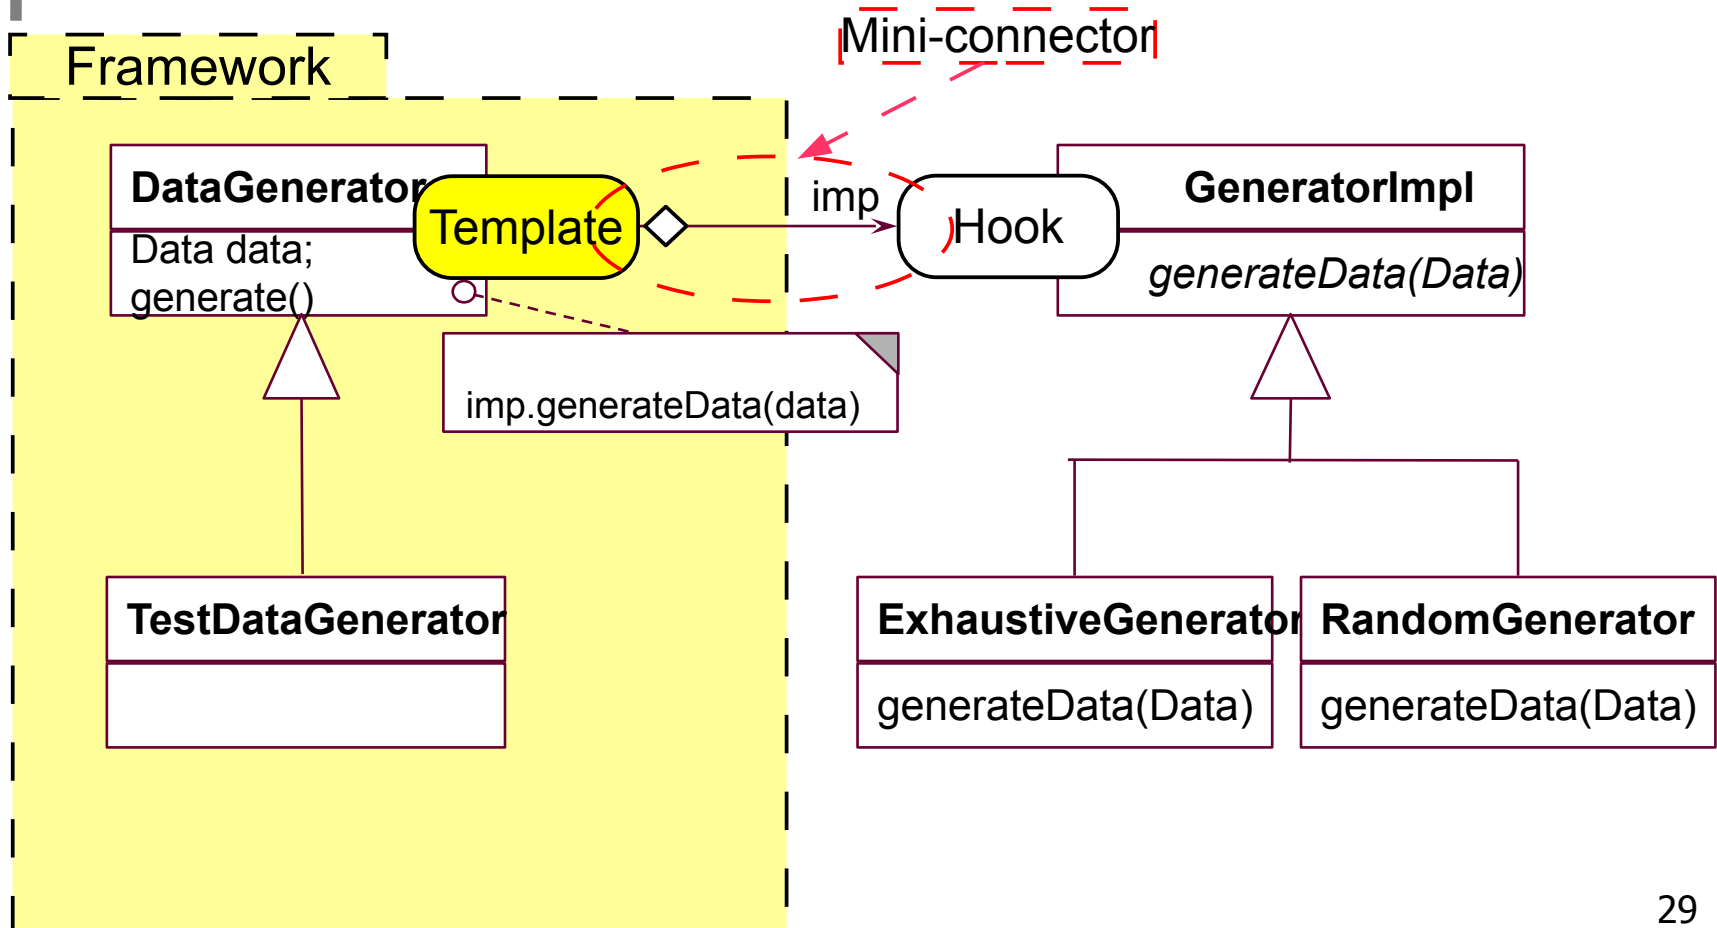 Mini-connector
Framework
DataGenerator
Template
imp
Hook
GeneratorImpl
Data data;
generate()
generateData(Data)
imp.generateData(data)
TestDataGenerator
ExhaustiveGenerator
RandomGenerator
generateData(Data)
generateData(Data)
29